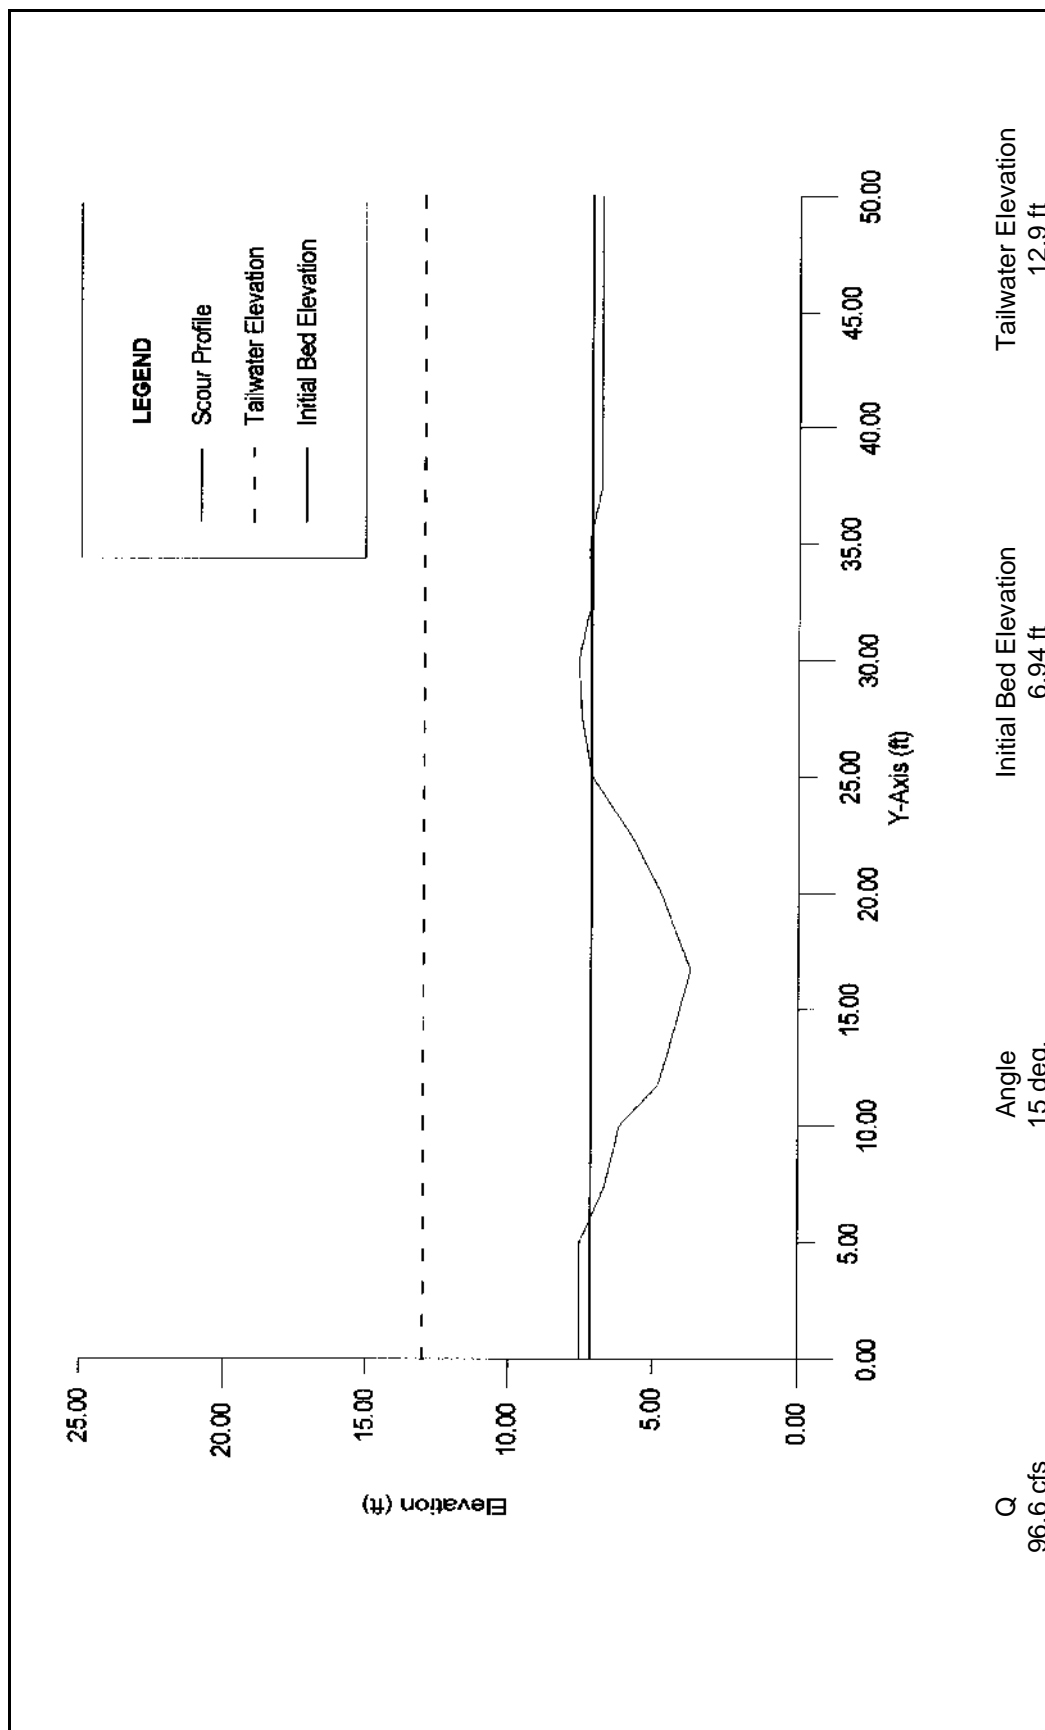 LEGEND
Scour Profile
Tailwater Elevation
Initial Bed Elevation
25.00
20.00
15.00
10.00
5.00
0.00
Elevation (ft)
0.00 5.00 10.00 15.00 20.00 25.00 30.00 35.00 40.00 45.00 50.00
Y-Axis (ft)
Q Angle Initial Bed Elevation Tailwater Elevation
96.6 cfs 15 deg. 6.94 ft 12.9 ft